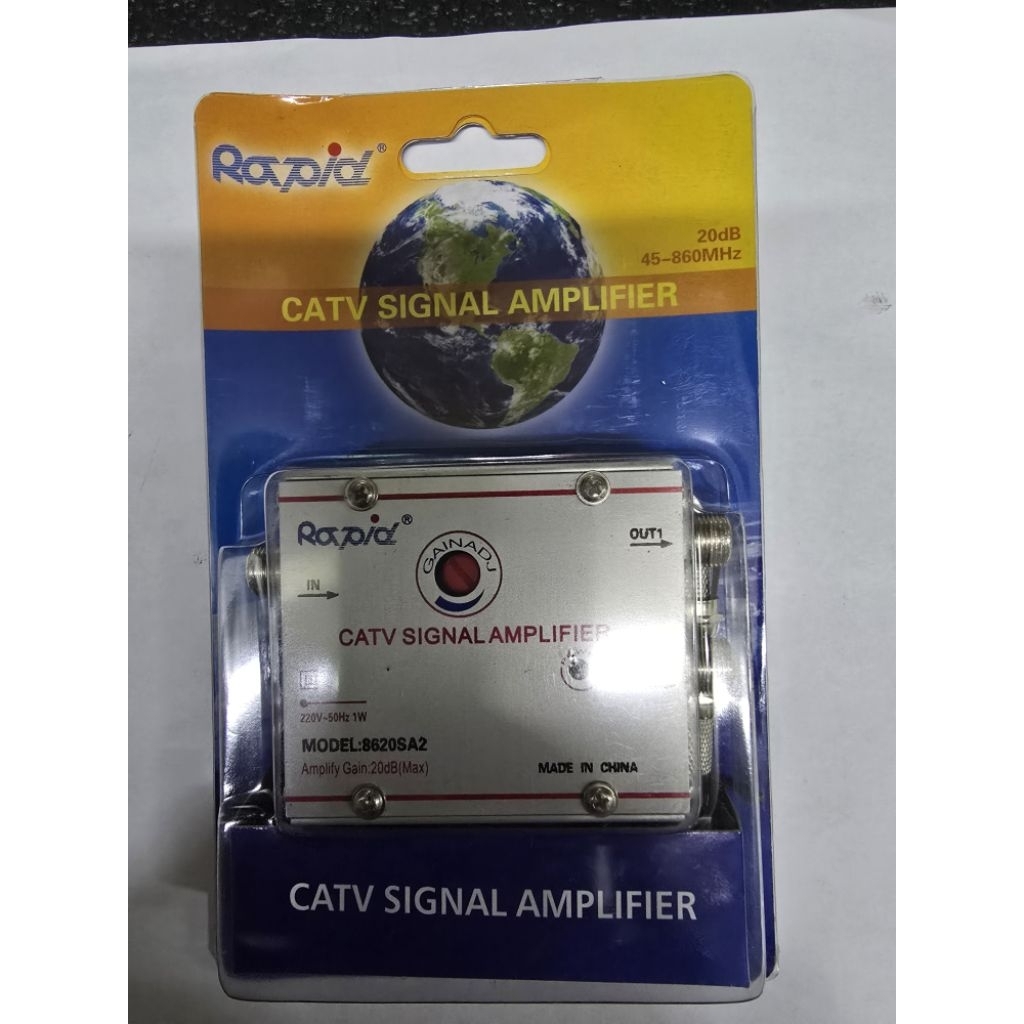 Rapid®
20dB
45-860MHz
CATV SIGNAL AMPLIFIER
Rapid®
OUT1
GAINADJ
IN
CATV SIGNAL AMPLIFIER
220V~50Hz 1W
MODEL:8620SA2
Amplify Gain:20dB(Max)
MADE IN CHINA
CATV SIGNAL AMPLIFIER